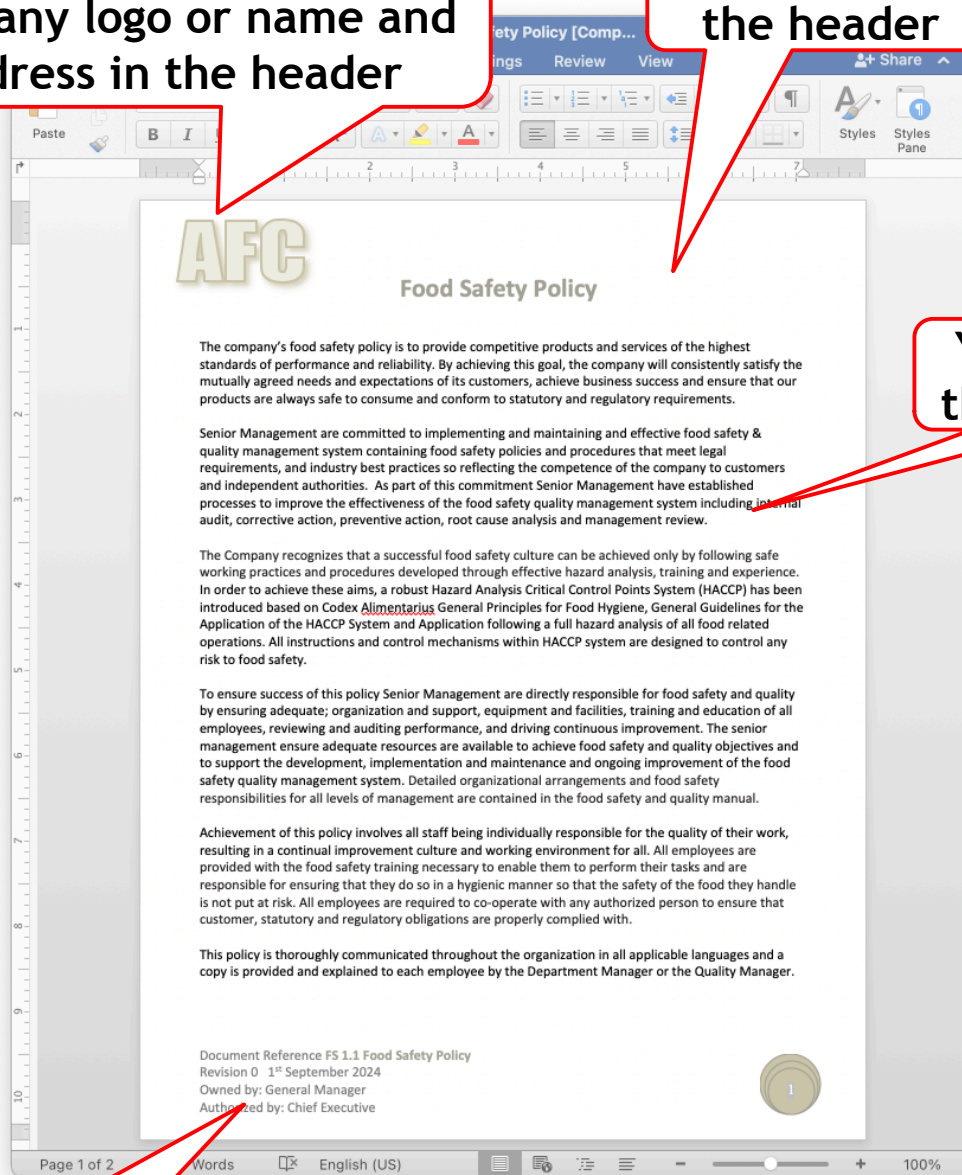 any logo or name and
dress in the header
the header
ety Policy [Comp...
ings Review View
Share
Paste
B I
A
A
Styles Styles
Pane
2 3 4 5 7
AFC
Food Safety Policy
The company's food safety policy is to provide competitive products and services of the highest
standards of performance and reliability. By achieving this goal, the company will consistently satisfy the
mutually agreed needs and expectations of its customers, achieve business success and ensure that our
products are always safe to consume and conform to statutory and regulatory requirements.
Senior Management are committed to implementing and maintaining and effective food safety &
quality management system containing food safety policies and procedures that meet legal
requirements, and industry best practices so reflecting the competence of the company to customers
and independent authorities. As part of this commitment Senior Management have established
processes to improve the effectiveness of the food safety quality management system including internal
audit, corrective action, preventive action, root cause analysis and management review.
The Company recognizes that a successful food safety culture can be achieved only by following safe
working practices and procedures developed through effective hazard analysis, training and experience.
In order to achieve these aims, a robust Hazard Analysis Critical Control Points System (HACCP) has been
introduced based on Codex Alimentarius General Principles for Food Hygiene, General Guidelines for the
Application of the HACCP System and Application following a full hazard analysis of all food related
operations. All instructions and control mechanisms within HACCP system are designed to control any
risk to food safety.
To ensure success of this policy Senior Management are directly responsible for food safety and quality
by ensuring adequate; organization and support, equipment and facilities, training and education of all
employees, reviewing and auditing performance, and driving continuous improvement. The senior
management ensure adequate resources are available to achieve food safety and quality objectives and
to support the development, implementation and maintenance and ongoing improvement of the food
safety quality management system. Detailed organizational arrangements and food safety
responsibilities for all levels of management are contained in the food safety and quality manual.
Achievement of this policy involves all staff being individually responsible for the quality of their work,
resulting in a continual improvement culture and working environment for all. All employees are
provided with the food safety training necessary to enable them to perform their tasks and are
responsible for ensuring that they do so in a hygienic manner so that the safety of the food they handle
is not put at risk. All employees are required to co-operate with any authorized person to ensure that
customer, statutory and regulatory obligations are properly complied with.
This policy is thoroughly communicated throughout the organization in all applicable languages and a
copy is provided and explained to each employee by the Department Manager or the Quality Manager.
Document Reference FS 1.1 Food Safety Policy
Revision 0 1st September 2024
Owned by: General Manager
Authorized by: Chief Executive
1
1
2
3
4
5
6
7
8
9
10
Page 1 of 2 Words English (US) 100%